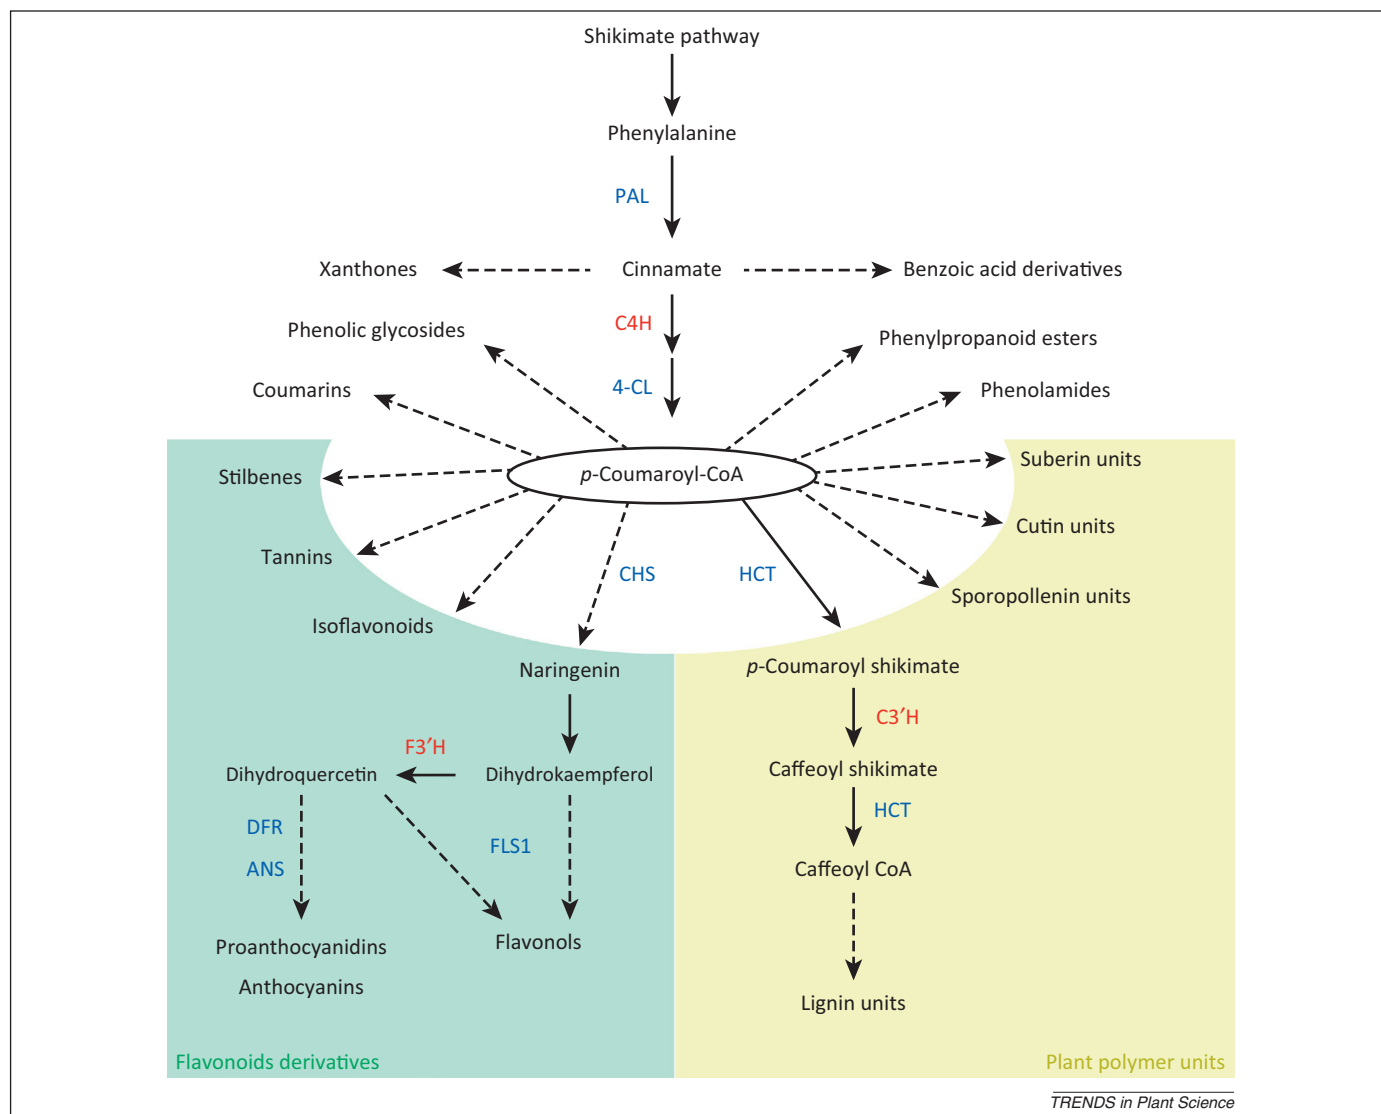 Shikimate pathway
Phenylalanine
PAL
Xanthones
Cinnamate
Benzoic acid derivatives
C4H
Phenolic glycosides
Phenylpropanoid esters
4-CL
Coumarins
Phenolamides
Stilbenes
p-Coumaroyl-CoA
Suberin units
Cutin units
Tannins
CHS
HCT
Sporopollenin units
Isoflavonoids
Naringenin
p-Coumaroyl shikimate
C3′H
F3′H
Dihydroquercetin
Dihydrokaempferol
Caffeoyl shikimate
DFR
HCT
FLS1
ANS
Caffeoyl CoA
Proanthocyanidins
Flavonols
Anthocyanins
Lignin units
Flavonoids derivatives
Plant polymer units
TRENDS in Plant Science